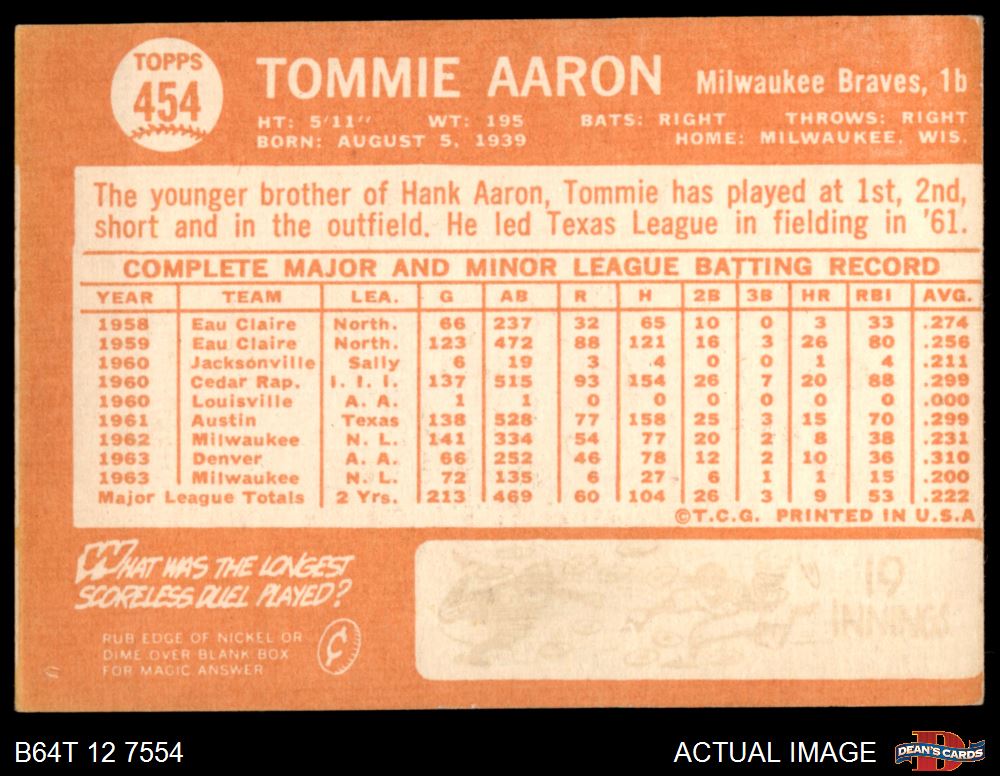 TOPPS
454
TOMMIE AARON Milwaukee Braves, 1b
HT: 5'11" WT: 195 BATS: RIGHT THROWS: RIGHT
BORN: AUGUST 5, 1939 HOME: MILWAUKEE, WIS.
The younger brother of Hank Aaron, Tommie has played at 1st, 2nd,
short and in the outfield. He led Texas League in fielding in '61.
COMPLETE MAJOR AND MINOR LEAGUE BATTING RECORD
YEAR TEAM LEA. G AB R H 2B 3B HR RBI AVG.
1958 Eau Claire North. 66 237 32 65 10 0 3 33 .274
1959 Eau Claire North. 123 472 88 121 16 3 26 80 .256
1960 Jacksonville Sally 6 19 3 4 0 0 1 4 .211
1960 Cedar Rap. I. I. I. 137 515 93 154 26 7 20 88 .299
1960 Louisville A. A. 1 1 0 0 0 0 0 0 .000
1961 Austin Texas 138 528 77 158 25 3 15 70 .299
1962 Milwaukee N. L. 141 334 54 77 20 2 8 38 .231
1963 Denver A. A. 66 252 46 78 12 2 10 36 .310
1963 Milwaukee N. L. 72 135 6 27 6 1 1 15 .200
Major League Totals 2 Yrs. 213 469 60 104 26 3 9 53 .222
©T.C.G. PRINTED IN U.S.A
WHAT WAS THE LONGEST
SCORELESS DUEL PLAYED?
RUB EDGE OF NICKEL OR
DIME OVER BLANK BOX
FOR MAGIC ANSWER
19
INNINGS
B64T 12 7554
ACTUAL IMAGE
DEAN'S CARDS